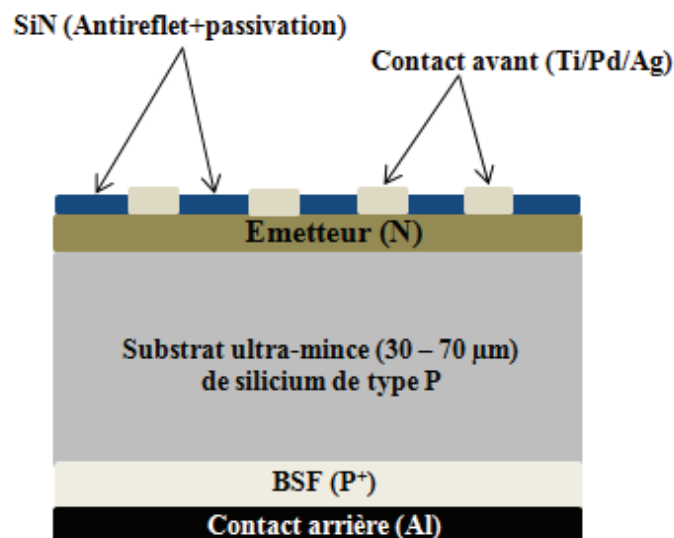 SiN (Antireflet+passivation)
Contact avant (Ti/Pd/Ag)
Emetteur (N)
Substrat ultra-mince (30 – 70 µm)
de silicium de type P
BSF (P⁺)
Contact arrière (Al)